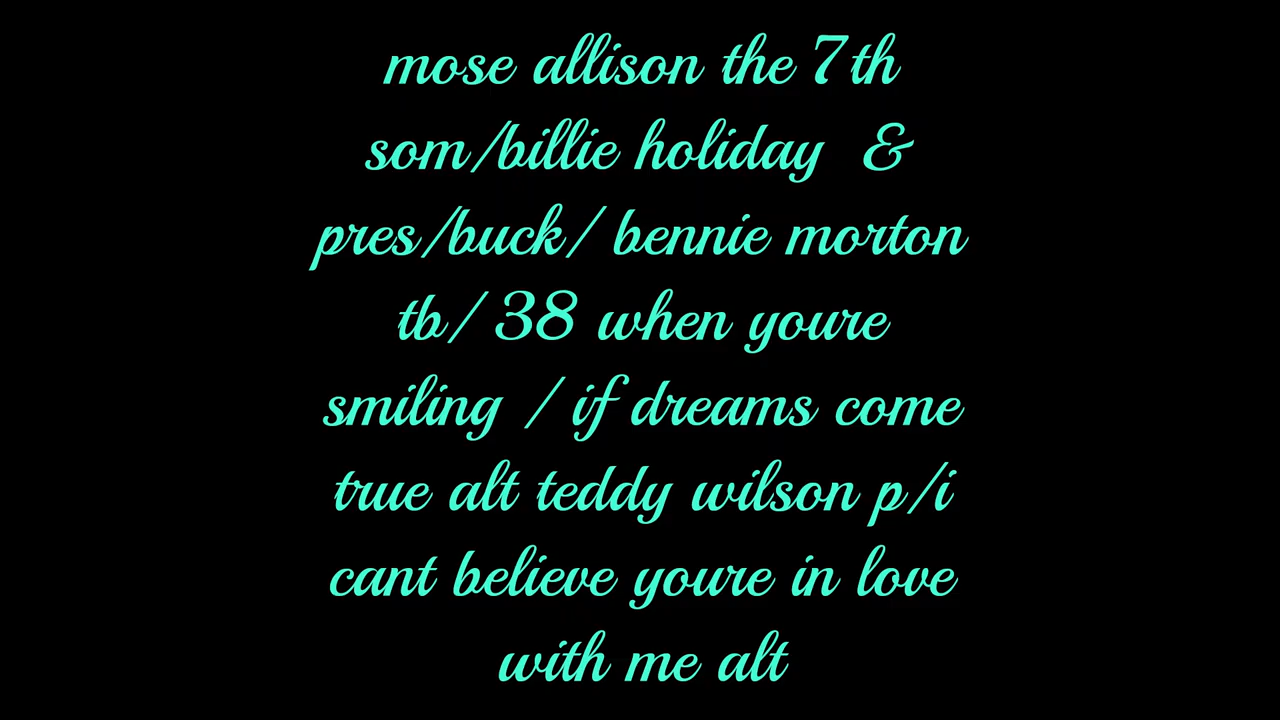 mose allison the 7th
som/billie holiday  &
pres/buck/ bennie morton
tb/ 38 when youre
smiling / if dreams come
true alt teddy wilson p/i
cant believe youre in love
with me alt